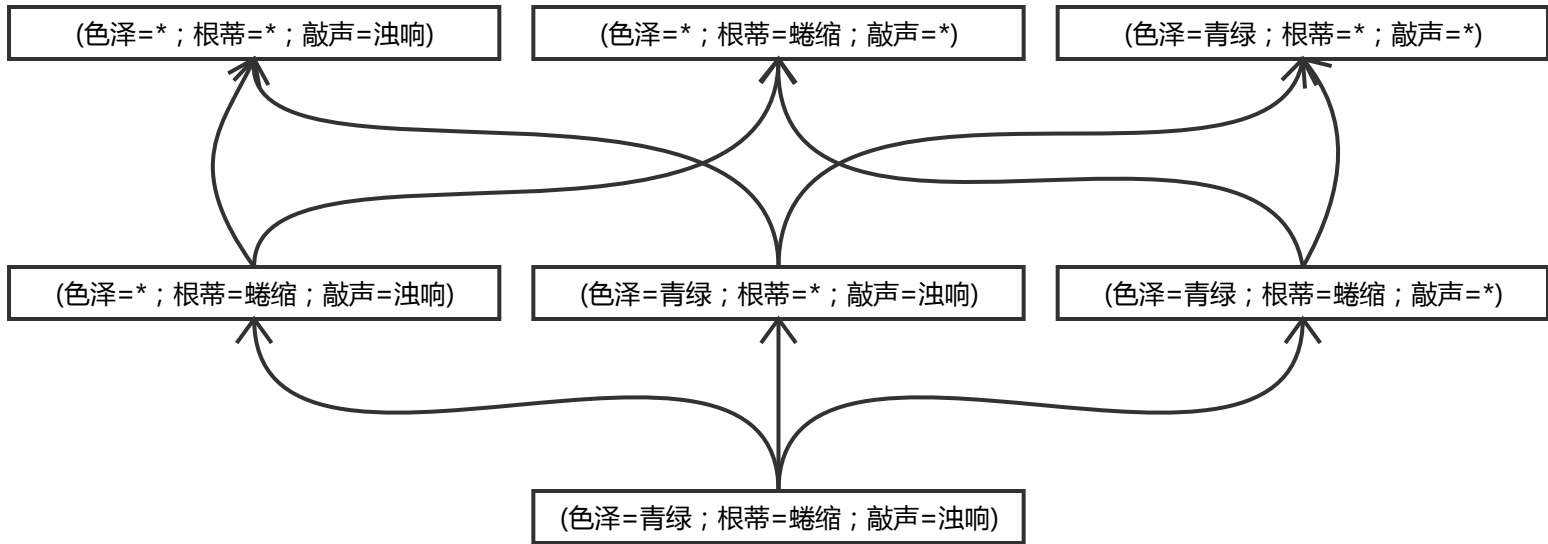 (色泽=*；根蒂=*；敲声=浊响)
(色泽=*；根蒂=蜷缩；敲声=*)
(色泽=青绿；根蒂=*；敲声=*)
(色泽=*；根蒂=蜷缩；敲声=浊响)
(色泽=青绿；根蒂=*；敲声=浊响)
(色泽=青绿；根蒂=蜷缩；敲声=*)
(色泽=青绿；根蒂=蜷缩；敲声=浊响)